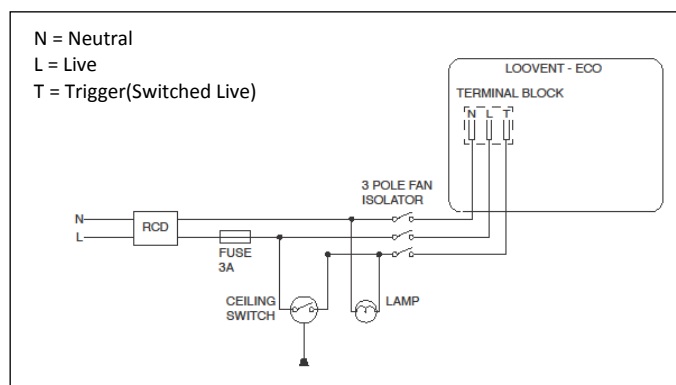 N = Neutral
L = Live
T = Trigger(Switched Live)
LOOVENT - ECO
TERMINAL BLOCK
N L T
3 POLE FAN
ISOLATOR
N
L
RCD
FUSE
3A
CEILING
SWITCH
LAMP